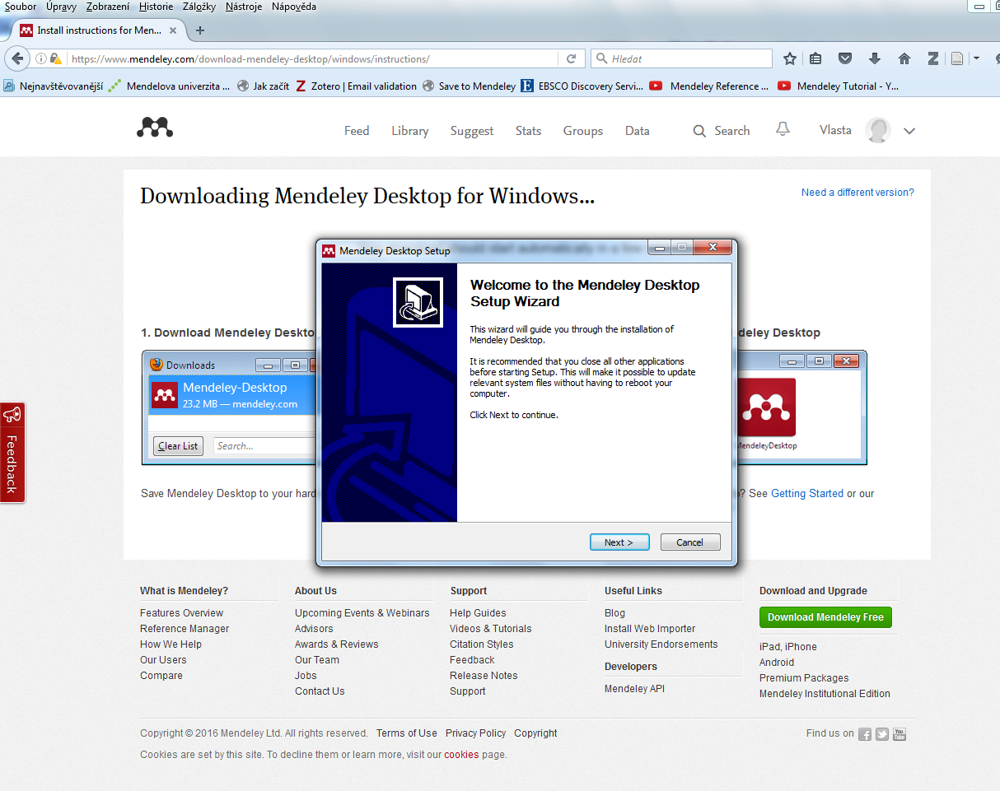 Soubor Úpravy Zobrazení Historie Záložky Nástroje Nápověda
Install instructions for Men...
https://www.mendeley.com/download-mendeley-desktop/windows/instructions/
Hledat
Nejnavštěvovanější Mendelova univerzita ... Jak začít Zotero | Email validation Save to Mendeley EBSCO Discovery Servi... Mendeley Reference ... Mendeley Tutorial - Y...
Feed Library Suggest Stats Groups Data Search Vlasta
Downloading Mendeley Desktop for Windows...
Need a different version?
Mendeley Desktop Setup
Welcome to the Mendeley Desktop
Setup Wizard
This wizard will guide you through the installation of
Mendeley Desktop.
It is recommended that you close all other applications
before starting Setup. This will make it possible to update
relevant system files without having to reboot your
computer.
Click Next to continue.
Next >
Cancel
1. Download Mendeley Deskto
deley Desktop
Downloads
Mendeley-Desktop
23.2 MB — mendeley.com
Clear List
Search...
MendeleyDesktop
Feedback
Save Mendeley Desktop to your hard
? See Getting Started or our
What is Mendeley?
Features Overview
Reference Manager
How We Help
Our Users
Compare
About Us
Upcoming Events & Webinars
Advisors
Awards & Reviews
Our Team
Jobs
Contact Us
Support
Help Guides
Videos & Tutorials
Citation Styles
Feedback
Release Notes
Support
Useful Links
Blog
Install Web Importer
University Endorsements
Developers
Mendeley API
Download and Upgrade
Download Mendeley Free
iPad, iPhone
Android
Premium Packages
Mendeley Institutional Edition
Copyright © 2016 Mendeley Ltd. All rights reserved. Terms of Use Privacy Policy Copyright
Find us on
Cookies are set by this site. To decline them or learn more, visit our cookies page.